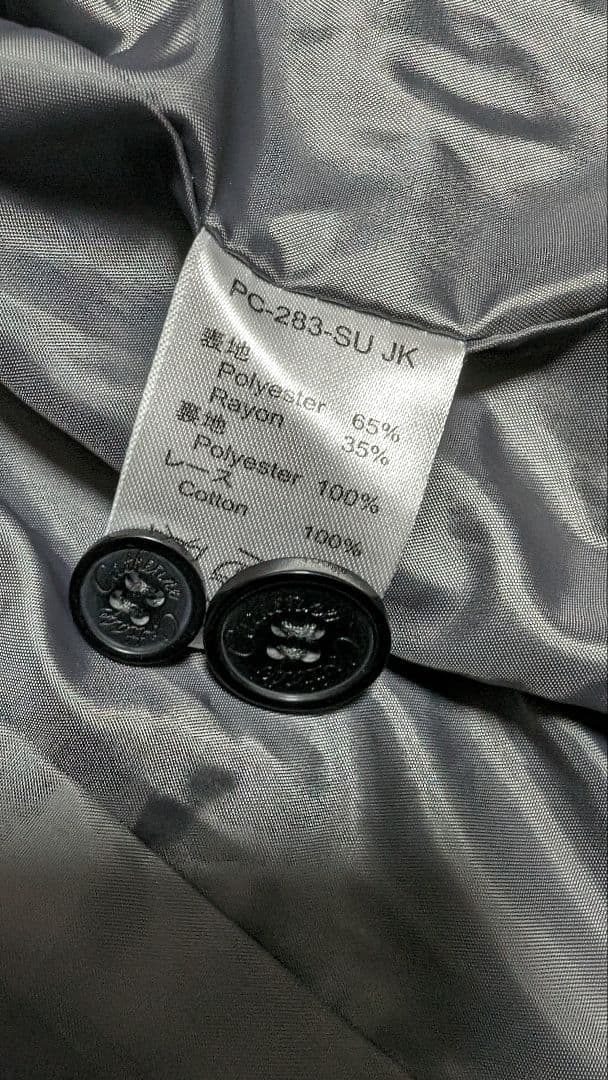 PC-283-SU JK
表地
Polyester 65%
Rayon 35%
裏地
Polyester 100%
レース
Cotton 100%